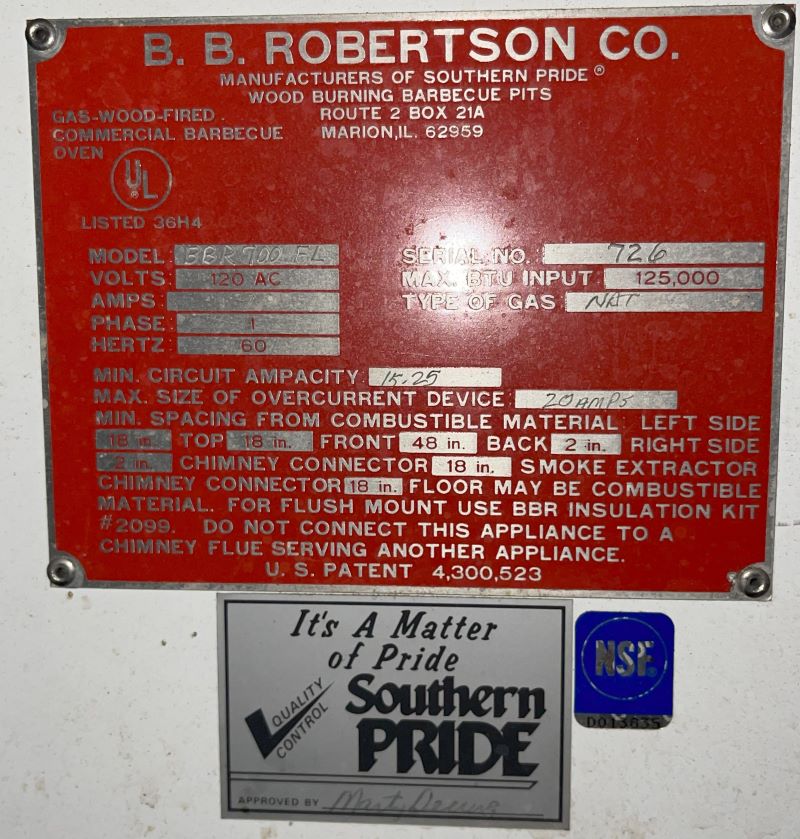 B. B. ROBERTSON CO.
MANUFACTURERS OF SOUTHERN PRIDE ®
WOOD BURNING BARBECUE PITS
ROUTE 2 BOX 21A
MARION, IL. 62959
GAS-WOOD-FIRED
COMMERCIAL BARBECUE
OVEN
UL ®
LISTED 36H4
MODEL: BBR700 EL
SERIAL NO. 726
VOLTS: 120 AC
MAX. BTU INPUT 125,000
AMPS:
TYPE OF GAS NAT
PHASE: 1
HERTZ: 60
MIN. CIRCUIT AMPACITY: 15.25
MAX. SIZE OF OVERCURRENT DEVICE: 20 AMPS
MIN. SPACING FROM COMBUSTIBLE MATERIAL: LEFT SIDE
18 in. TOP 18 in. FRONT 48 in. BACK 2 in. RIGHT SIDE
2 in. CHIMNEY CONNECTOR 18 in. SMOKE EXTRACTOR
CHIMNEY CONNECTOR 18 in. FLOOR MAY BE COMBUSTIBLE
MATERIAL. FOR FLUSH MOUNT USE BBR INSULATION KIT
#2099. DO NOT CONNECT THIS APPLIANCE TO A
CHIMNEY FLUE SERVING ANOTHER APPLIANCE.
U. S. PATENT 4,300,523
It's A Matter
of Pride
QUALITY
CONTROL
Southern
PRIDE
APPROVED BY Marty
NSF®
D013635